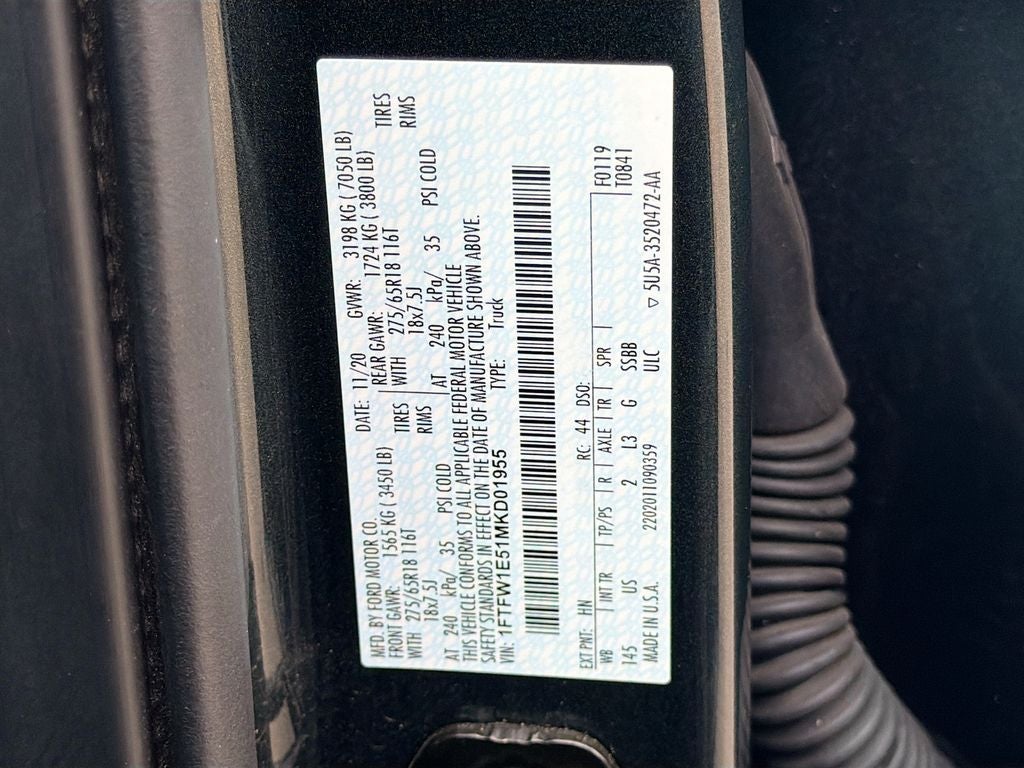 MFD. BY FORD MOTOR CO. DATE: 11/20 GVWR: 3198 KG ( 7050 LB)
FRONT GAWR: 1565 KG ( 3450 LB) REAR GAWR: 1724 KG ( 3800 LB)
WITH 275/65R18 116T TIRES WITH 275/65R18 116T TIRES
18x7.5J RIMS 18x7.5J RIMS
AT 240 kPa/ 35 PSI COLD AT 240 kPa/ 35 PSI COLD
THIS VEHICLE CONFORMS TO ALL APPLICABLE FEDERAL MOTOR VEHICLE
SAFETY STANDARDS IN EFFECT ON THE DATE OF MANUFACTURE SHOWN ABOVE.
VIN: 1FTFW1E51MKD01955 TYPE: Truck
EXT PNT: HN RC: 44 DSO: F0119
WB INTR TP/PS R AXLE TR SPR T0841
145 US 2 L3 G SSBB
MADE IN U.S.A. 2202011090359 ULC ▽ 5U5A-3520472-AA